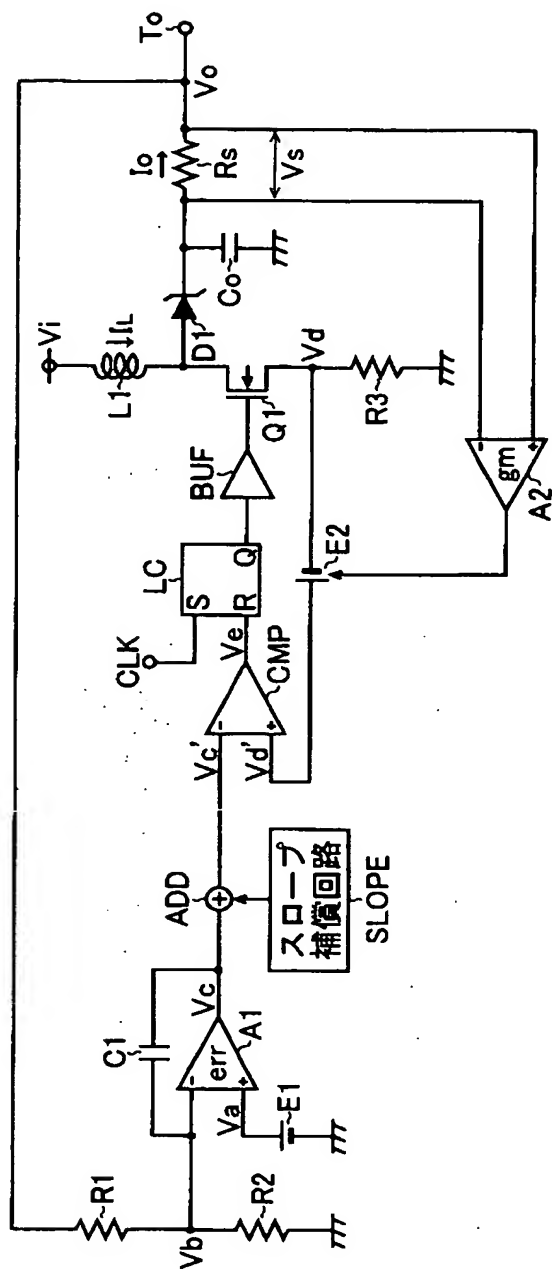 Vi
L1
IL
D1
Co
Io
Rs
Vs
Vo
To
CLK
LC
S
R
Q
BUF
Q1
Vd
R3
E2
gm
-
+
A2
Ve
CMP
-
+
Vc'
Vd'
ADD
+
スロープ
補償回路
SLOPE
C1
Vc
err
-
+
A1
Va
E1
R1
Vb
R2